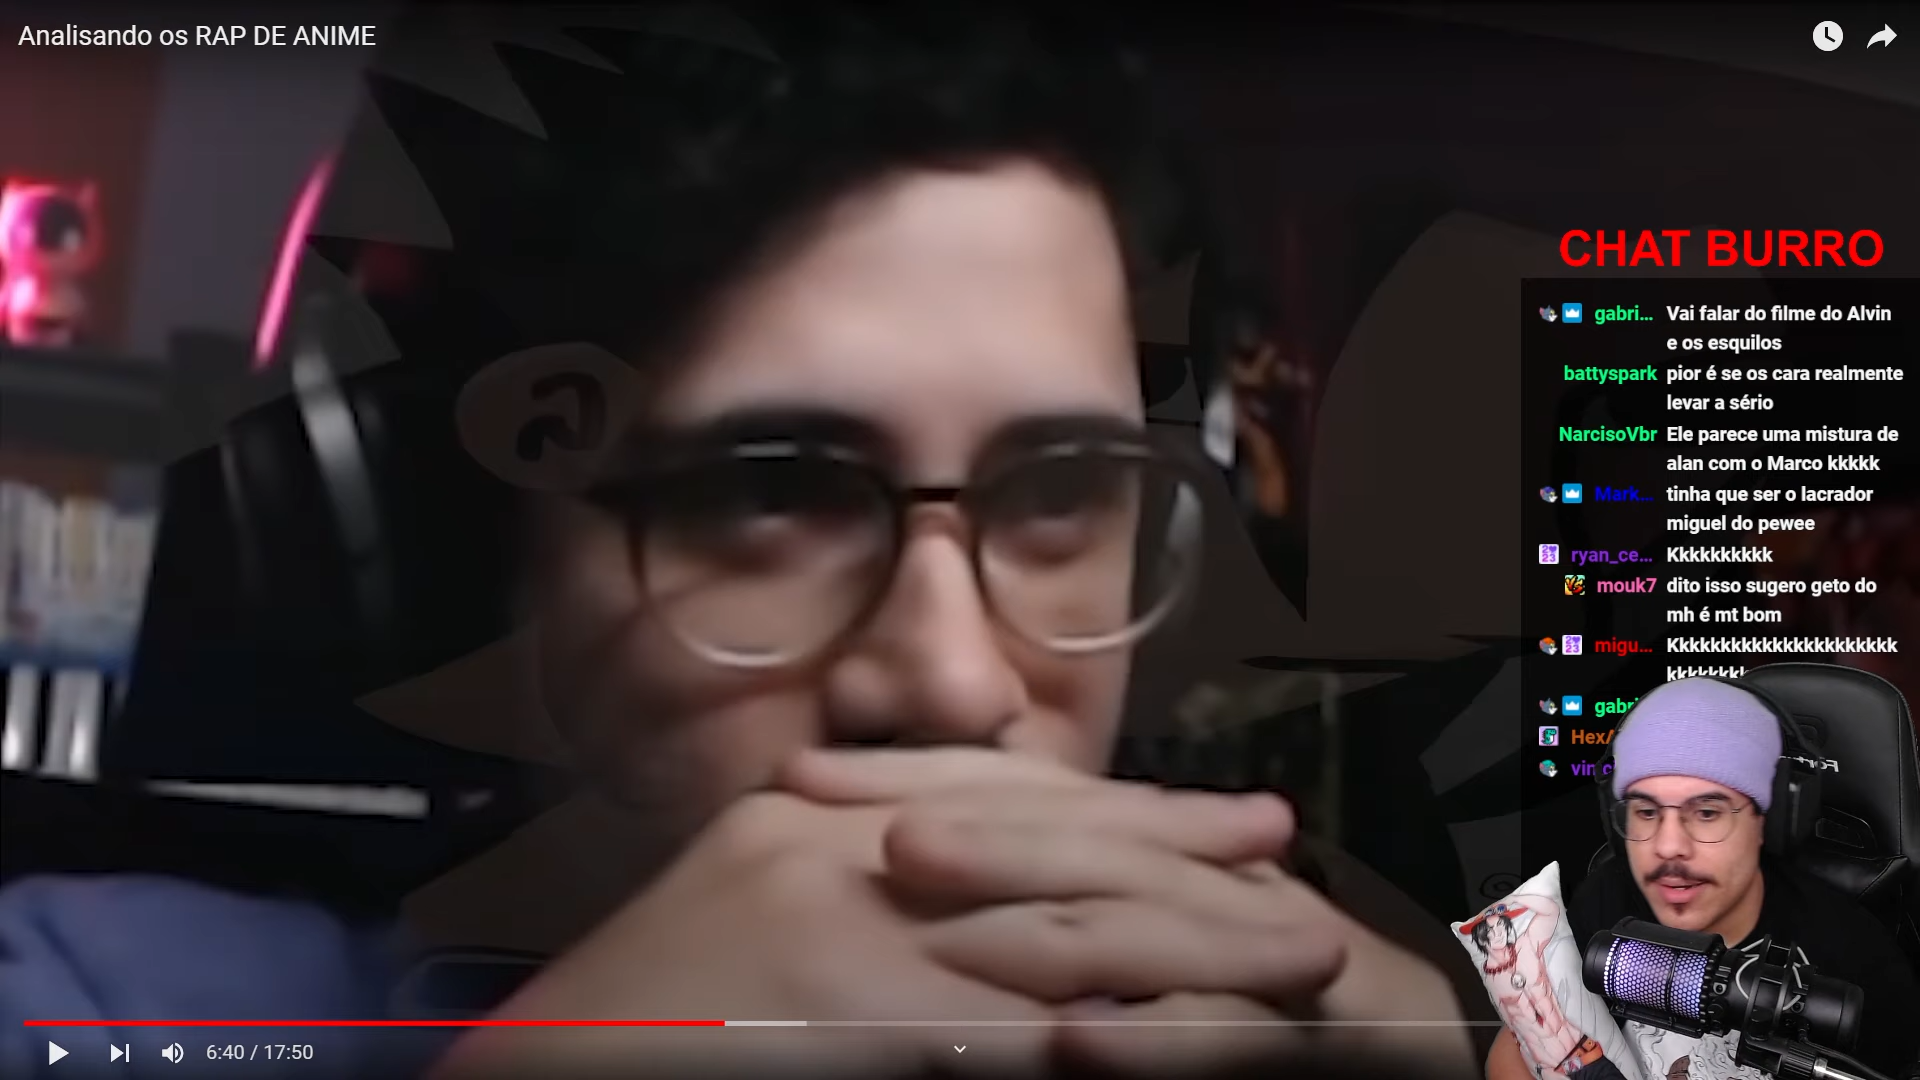 Analisando os RAP DE ANIME
CHAT BURRO
gabri... Vai falar do filme do Alvin
e os esquilos
battyspark pior é se os cara realmente
levar a sério
NarcisoVbr Ele parece uma mistura de
alan com o Marco kkkkk
Mark... tinha que ser o lacrador
miguel do pewee
ryan_ce... Kkkkkkkkkk
mouk7 dito isso sugero geto do
mh é mt bom
migu... Kkkkkkkkkkkkkkkkkkkkk
6:40 / 17:50